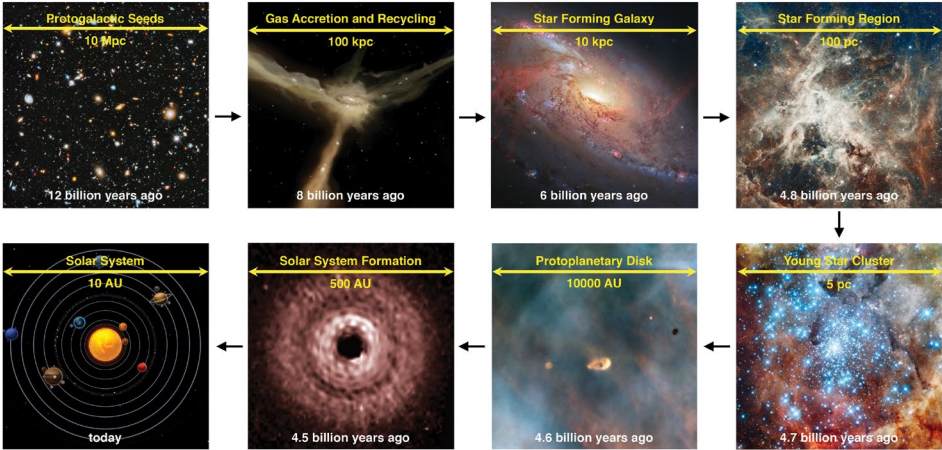 Protogalactic Seeds
10 Mpc
12 billion years ago
Gas Accretion and Recycling
100 kpc
8 billion years ago
Star Forming Galaxy
10 kpc
6 billion years ago
Star Forming Region
100 pc
4.8 billion years ago
Young Star Cluster
5 pc
4.7 billion years ago
Protoplanetary Disk
10000 AU
4.6 billion years ago
Solar System Formation
500 AU
4.5 billion years ago
Solar System
10 AU
today